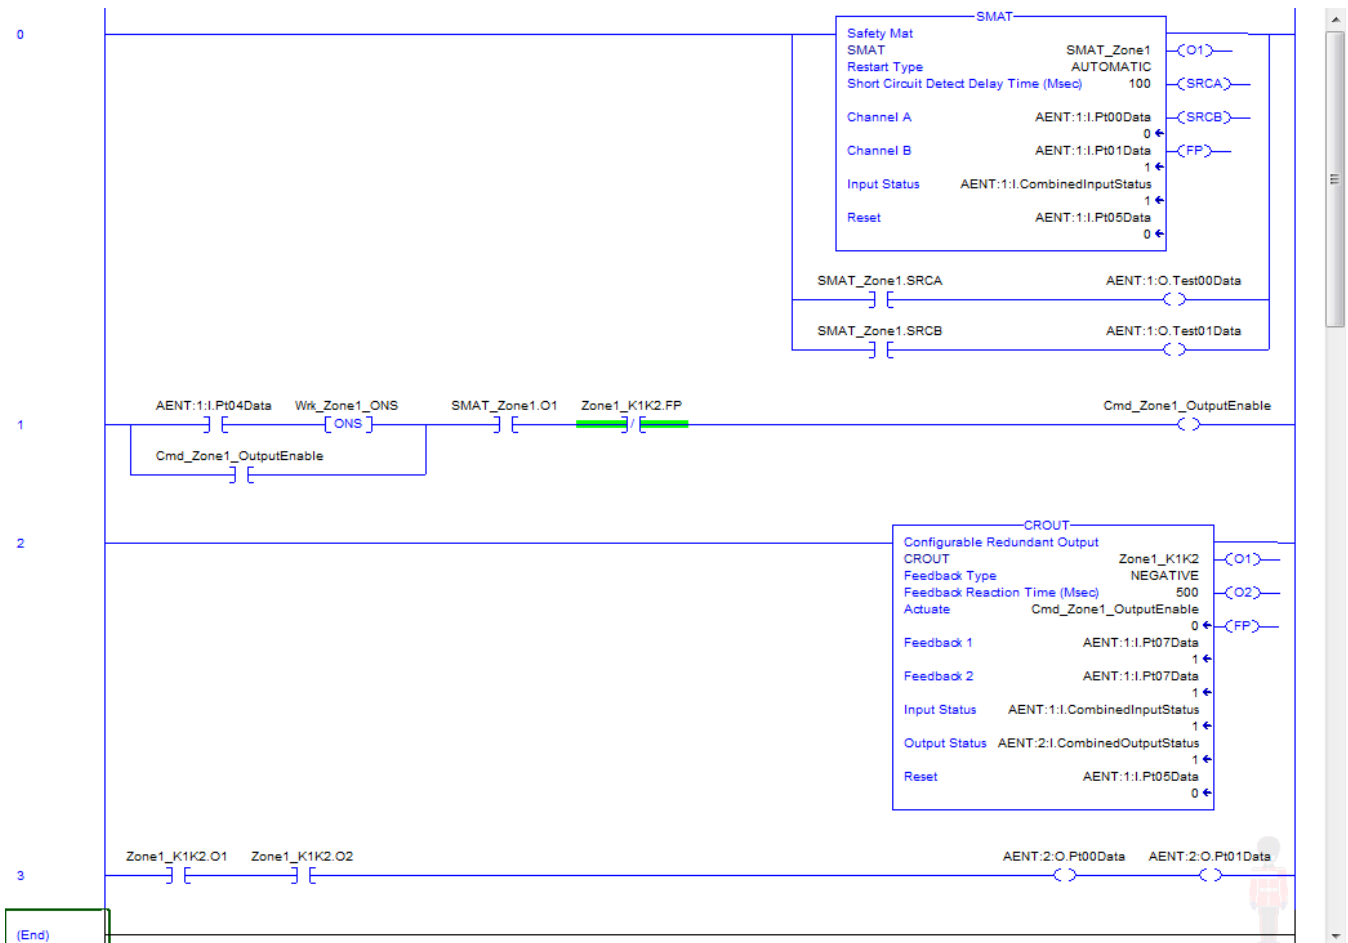 SMAT
0
Safety Mat
SMAT SMAT_Zone1 (O1)
Restart Type AUTOMATIC
Short Circuit Detect Delay Time (Msec) 100 (SRCA)
Channel A AENT:1:I.Pt00Data (SRCB)
0
Channel B AENT:1:I.Pt01Data (FP)
1
Input Status AENT:1:I.CombinedInputStatus
1
Reset AENT:1:I.Pt05Data
0
SMAT_Zone1.SRCA AENT:1:O.Test00Data
SMAT_Zone1.SRCB AENT:1:O.Test01Data
AENT:1:I.Pt04Data Wrk_Zone1_ONS SMAT_Zone1.O1 Zone1_K1K2.FP Cmd_Zone1_OutputEnable
1 ONS /
Cmd_Zone1_OutputEnable
CROUT
2 Configurable Redundant Output
CROUT Zone1_K1K2 (O1)
Feedback Type NEGATIVE
Feedback Reaction Time (Msec) 500 (O2)
Actuate Cmd_Zone1_OutputEnable
0 (FP)
Feedback 1 AENT:1:I.Pt07Data
1
Feedback 2 AENT:1:I.Pt07Data
1
Input Status AENT:1:I.CombinedInputStatus
1
Output Status AENT:2:I.CombinedOutputStatus
1
Reset AENT:1:I.Pt05Data
0
Zone1_K1K2.O1 Zone1_K1K2.O2 AENT:2:O.Pt00Data AENT:2:O.Pt01Data
3
(End)